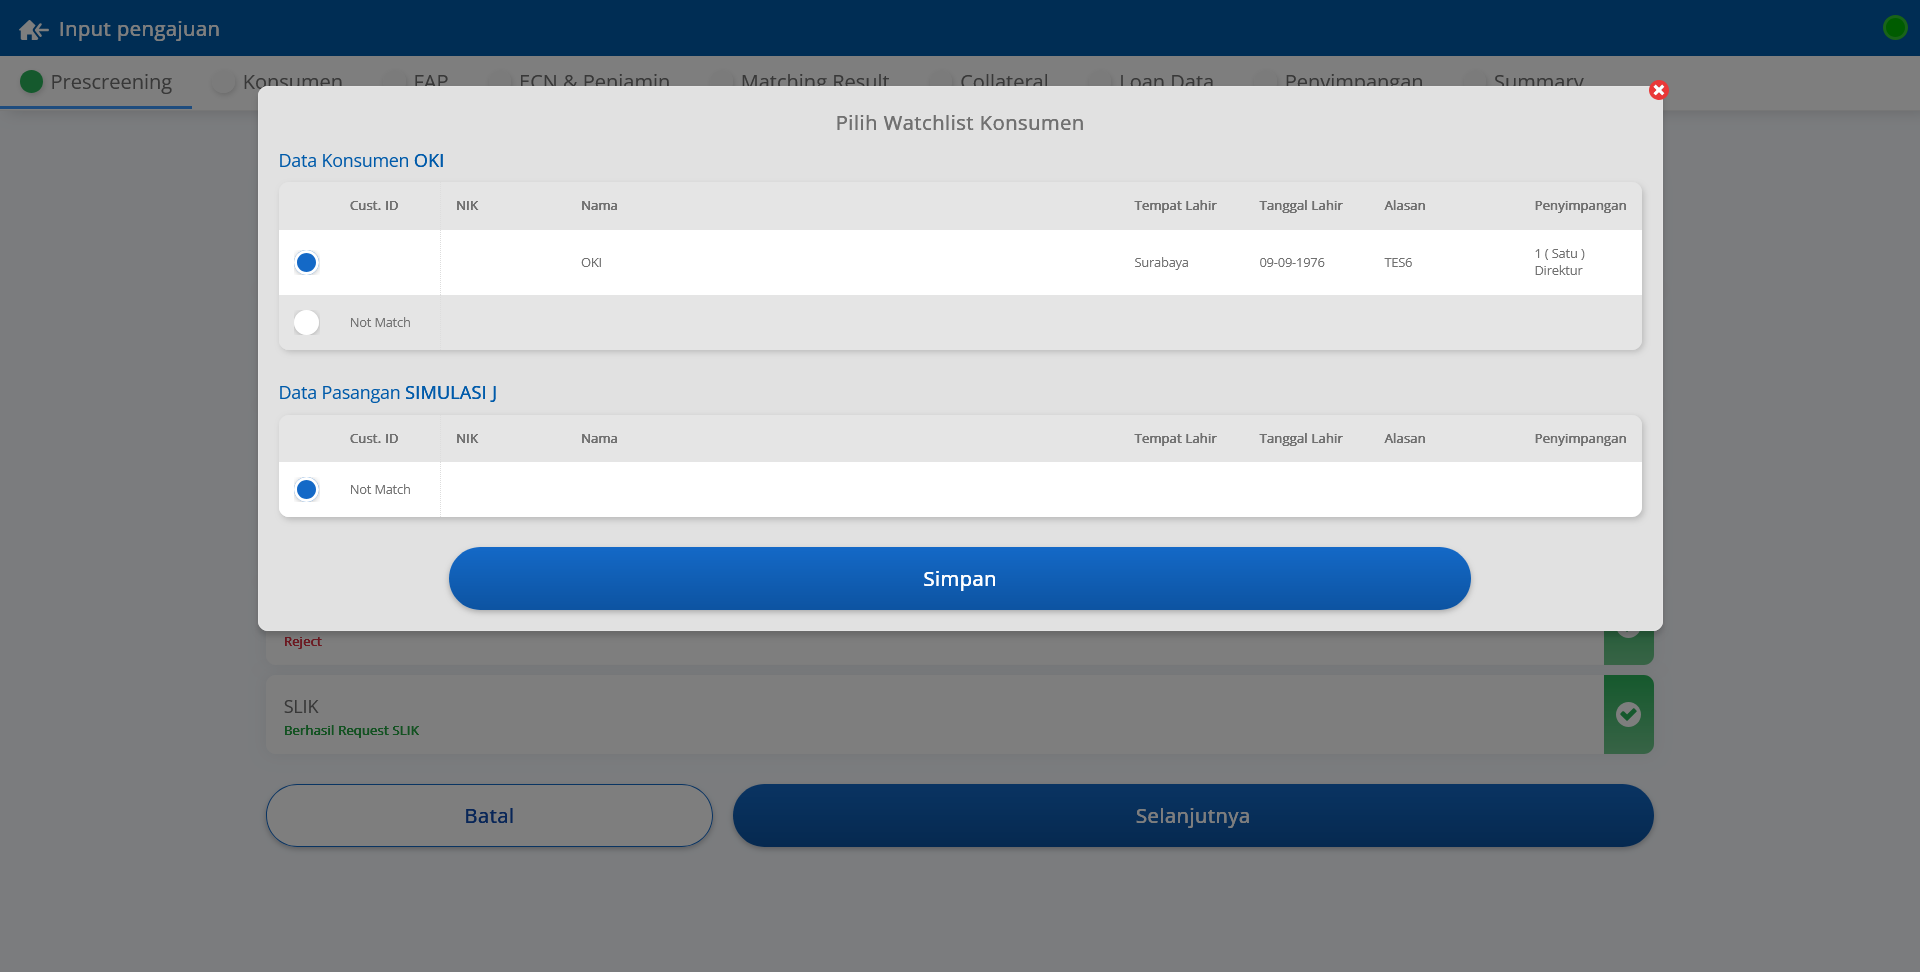 Input pengajuan
Prescreening Konsumen FAP ECN & Penjamin Matching Result Collateral Loan Data Penyimpangan Summary
Pilih Watchlist Konsumen
Data Konsumen OKI
Cust. ID NIK Nama Tempat Lahir Tanggal Lahir Alasan Penyimpangan
OKI Surabaya 09-09-1976 TES6 1 ( Satu )
Direktur
Not Match
Data Pasangan SIMULASI J
Cust. ID NIK Nama Tempat Lahir Tanggal Lahir Alasan Penyimpangan
Not Match
Simpan
Reject
SLIK
Berhasil Request SLIK
Batal Selanjutnya